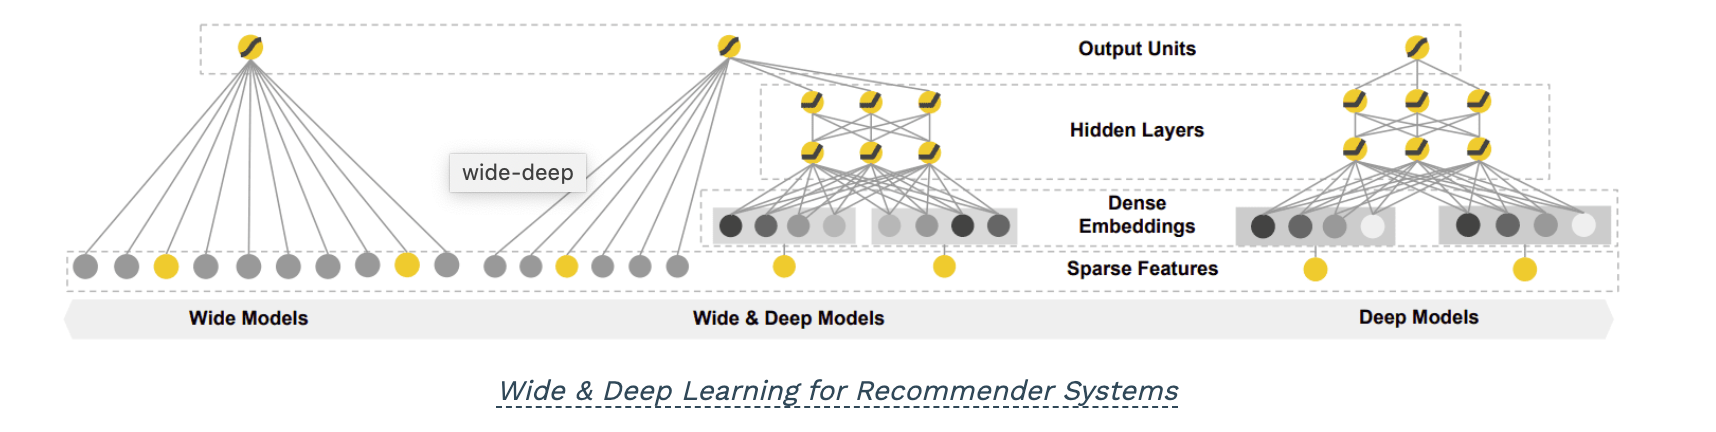 Output Units
Hidden Layers
wide-deep
Dense
Embeddings
Sparse Features
Wide Models
Wide & Deep Models
Deep Models
Wide & Deep Learning for Recommender Systems